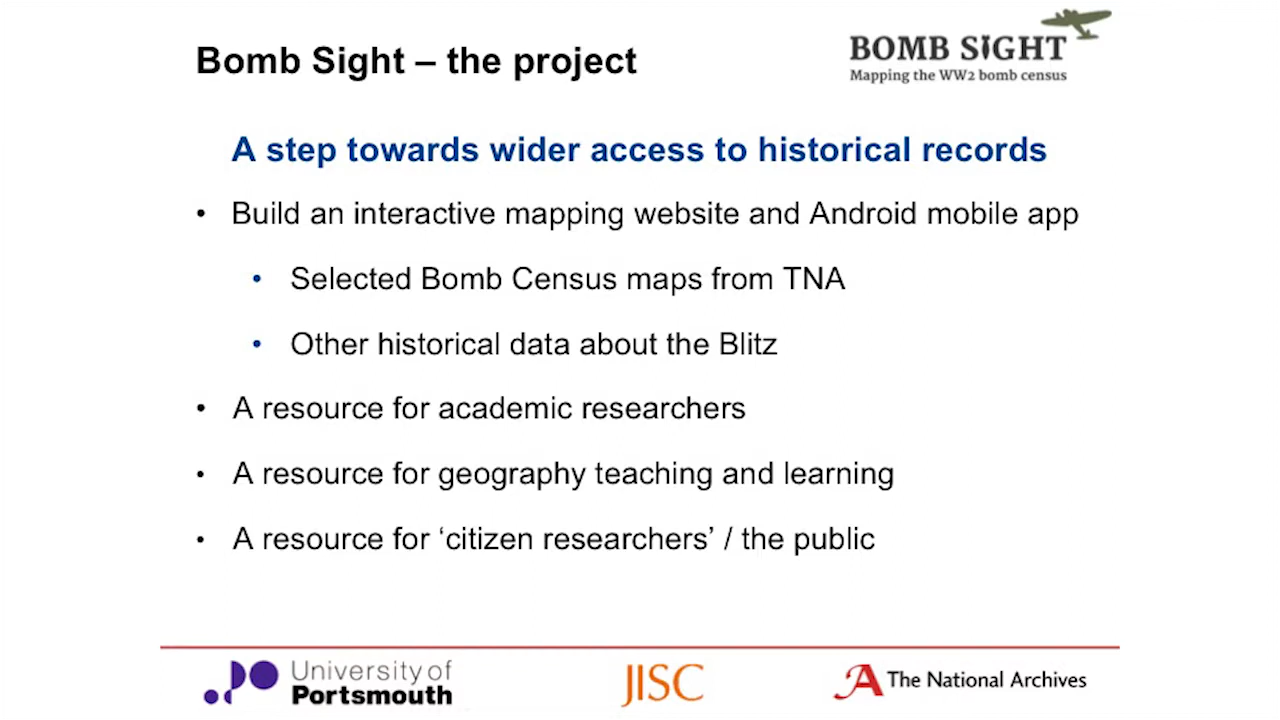 Bomb Sight – the project
BOMB SIGHT
Mapping the WW2 bomb census
A step towards wider access to historical records
• Build an interactive mapping website and Android mobile app
• Selected Bomb Census maps from TNA
• Other historical data about the Blitz
• A resource for academic researchers
• A resource for geography teaching and learning
• A resource for ‘citizen researchers’ / the public
University of
Portsmouth
JISC
The National Archives